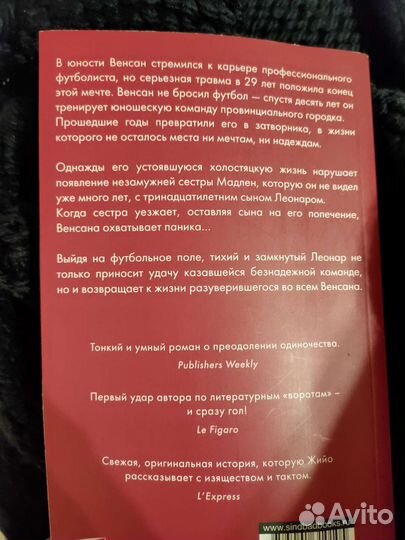 В юности Венсан стремился к карьере профессионального
футболиста, но серьезная травма в 29 лет положила конец
этой мечте. Венсан не бросил футбол — спустя десять лет он
тренирует юношескую команду провинциального городка.
Прошедшие годы превратили его в затворника, в жизни
которого не осталось места ни мечтам, ни надеждам.
Однажды его устоявшуюся холостяцкую жизнь нарушает
появление незамужней сестры Мадлен, которую он не видел
уже много лет, с тринадцатилетним сыном Леонаром.
Когда сестра уезжает, оставляя сына на его попечение,
Венсана охватывает паника...
Выйдя на футбольное поле, тихий и замкнутый Леонар не
только приносит удачу казавшейся безнадежной команде,
но и возвращает к жизни разуверившегося во всем Венсана.
Тонкий и умный роман о преодолении одиночества.
Publishers Weekly
Первый удар автора по литературным «воротам» –
и сразу гол!
Le Figaro
Свежая, оригинальная история, которую Жийо
рассказывает с изяществом и тактом.
L'Express
www.sindbadbooks.ru
Avito